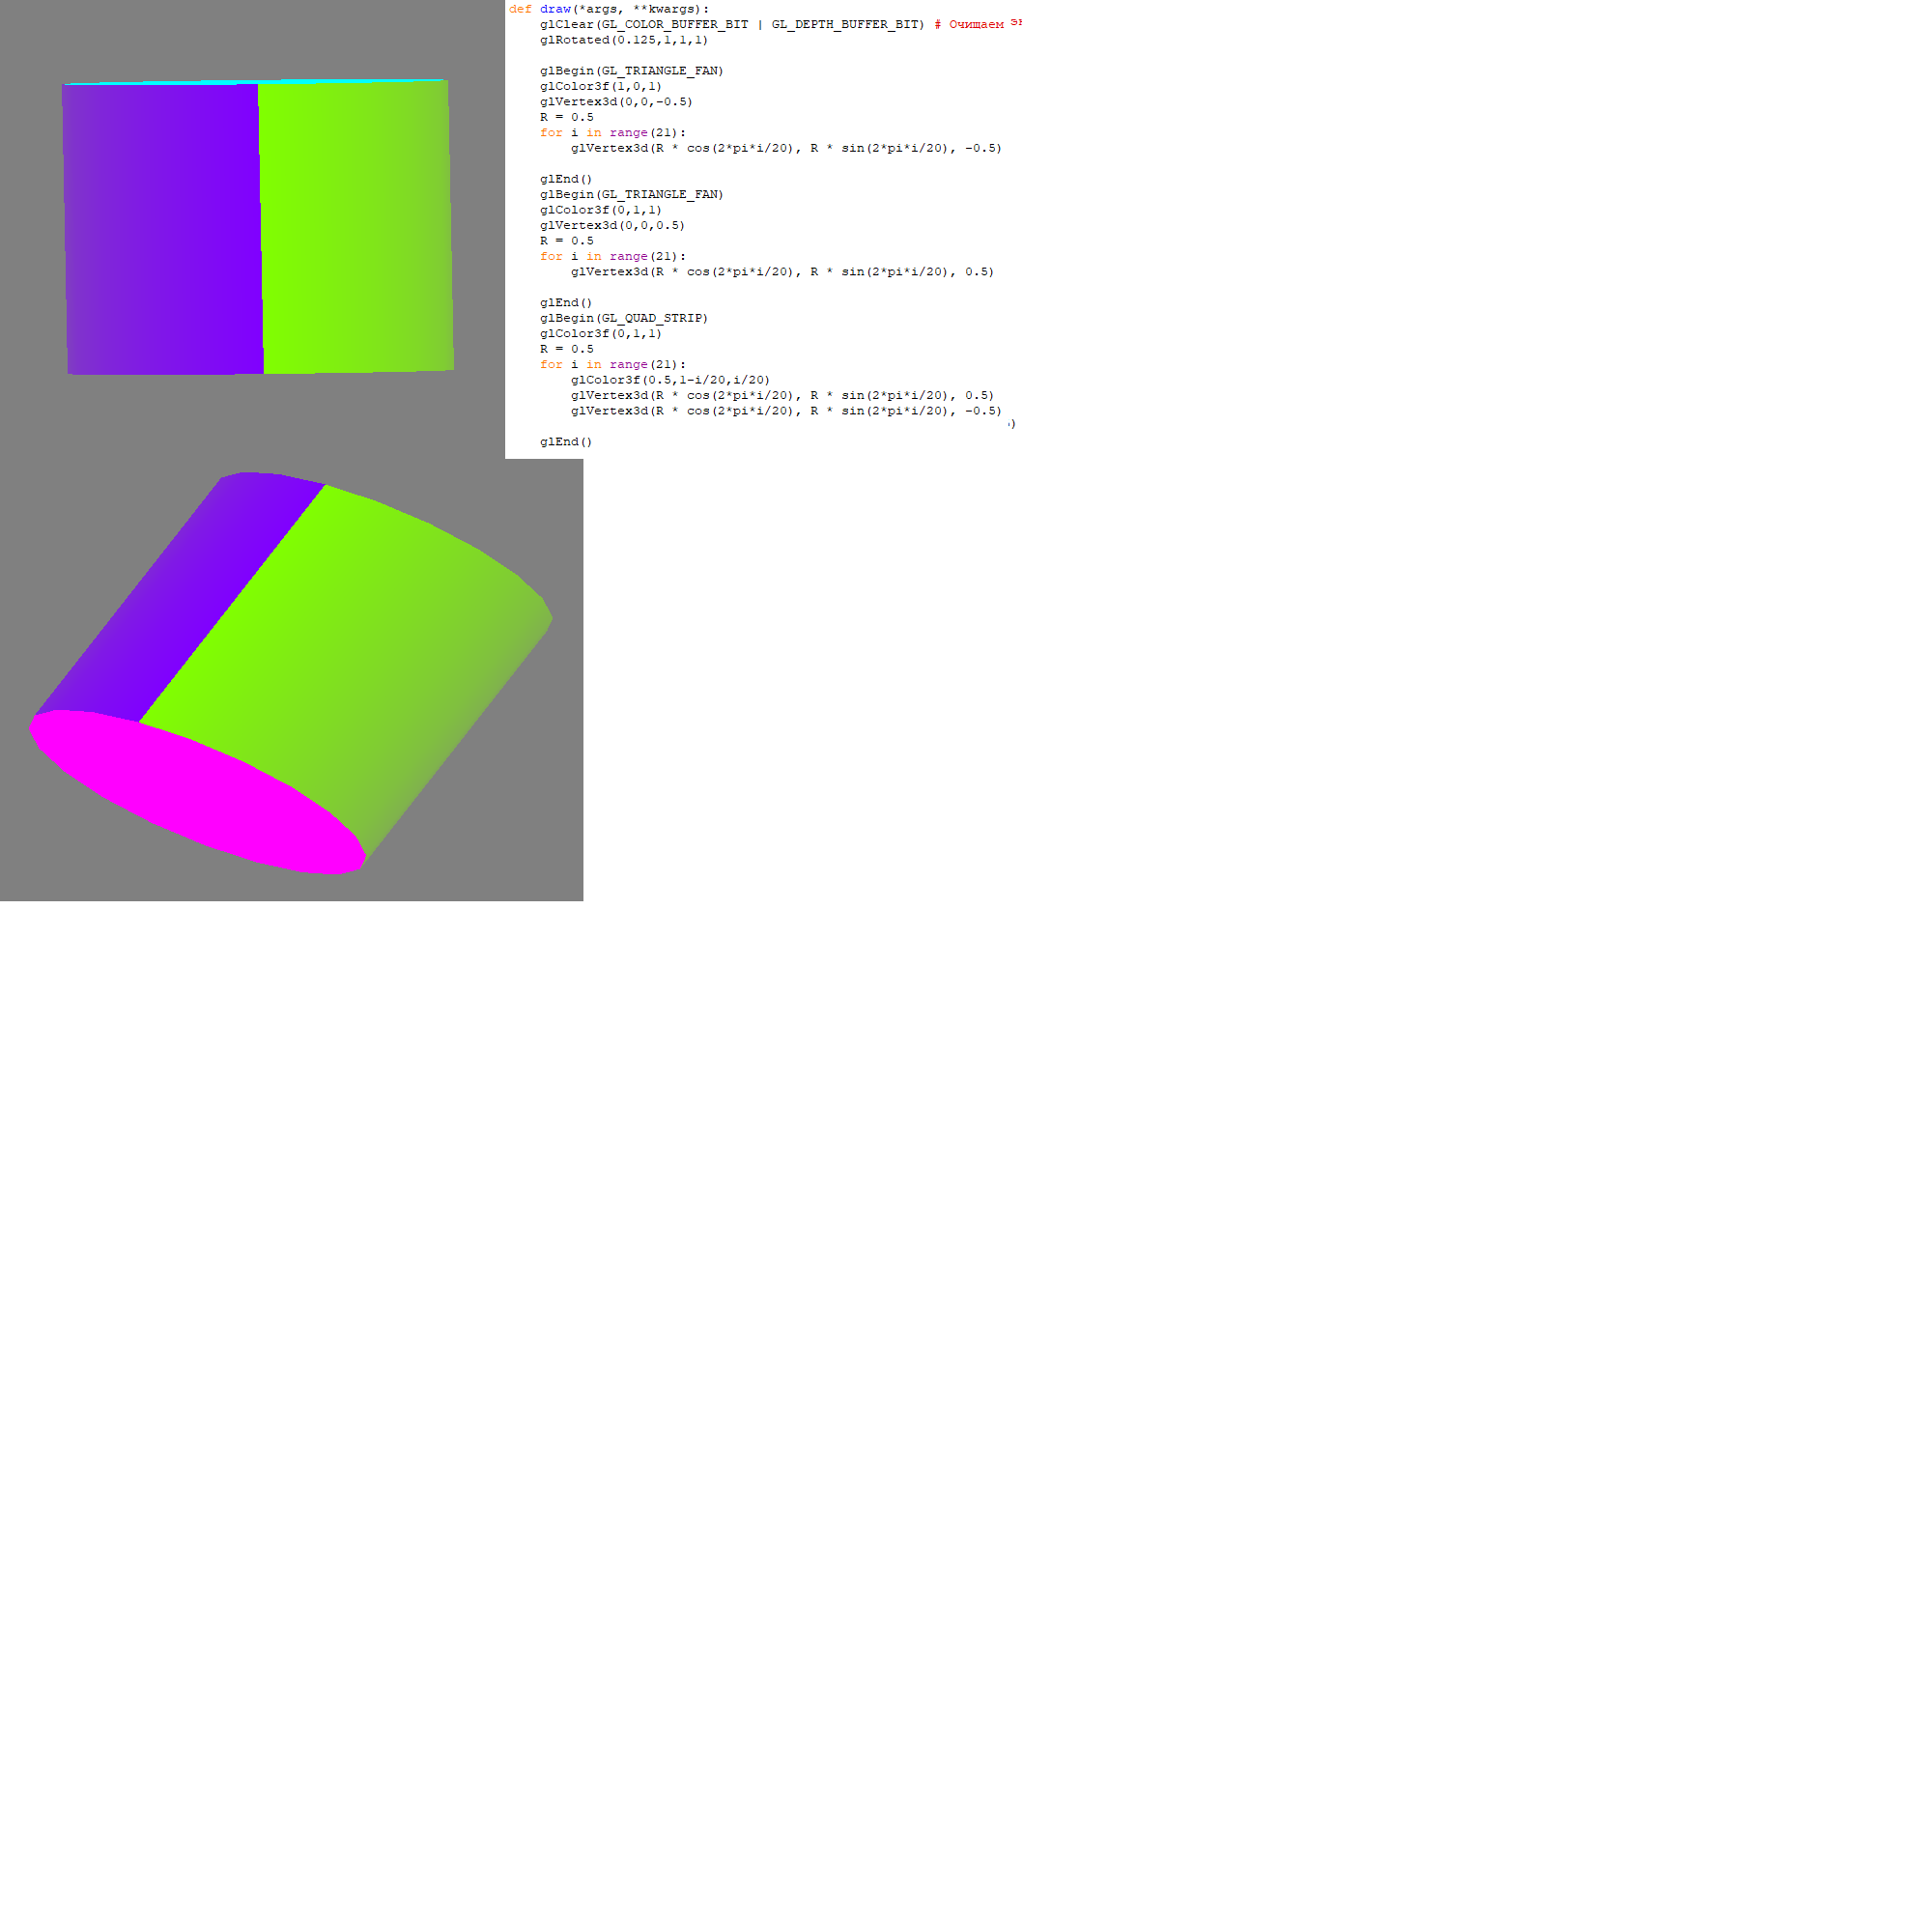 def draw(*args, **kwargs):
    glClear(GL_COLOR_BUFFER_BIT | GL_DEPTH_BUFFER_BIT) # Очищаем
    glRotated(0.125,1,1,1)

    glBegin(GL_TRIANGLE_FAN)
    glColor3f(1,0,1)
    glVertex3d(0,0,-0.5)
    R = 0.5
    for i in range(21):
        glVertex3d(R * cos(2*pi*i/20), R * sin(2*pi*i/20), -0.5)

    glEnd()
    glBegin(GL_TRIANGLE_FAN)
    glColor3f(0,1,1)
    glVertex3d(0,0,0.5)
    R = 0.5
    for i in range(21):
        glVertex3d(R * cos(2*pi*i/20), R * sin(2*pi*i/20), 0.5)

    glEnd()
    glBegin(GL_QUAD_STRIP)
    glColor3f(0,1,1)
    R = 0.5
    for i in range(21):
        glColor3f(0.5,1-i/20,i/20)
        glVertex3d(R * cos(2*pi*i/20), R * sin(2*pi*i/20), 0.5)
        glVertex3d(R * cos(2*pi*i/20), R * sin(2*pi*i/20), -0.5)
)
    glEnd()